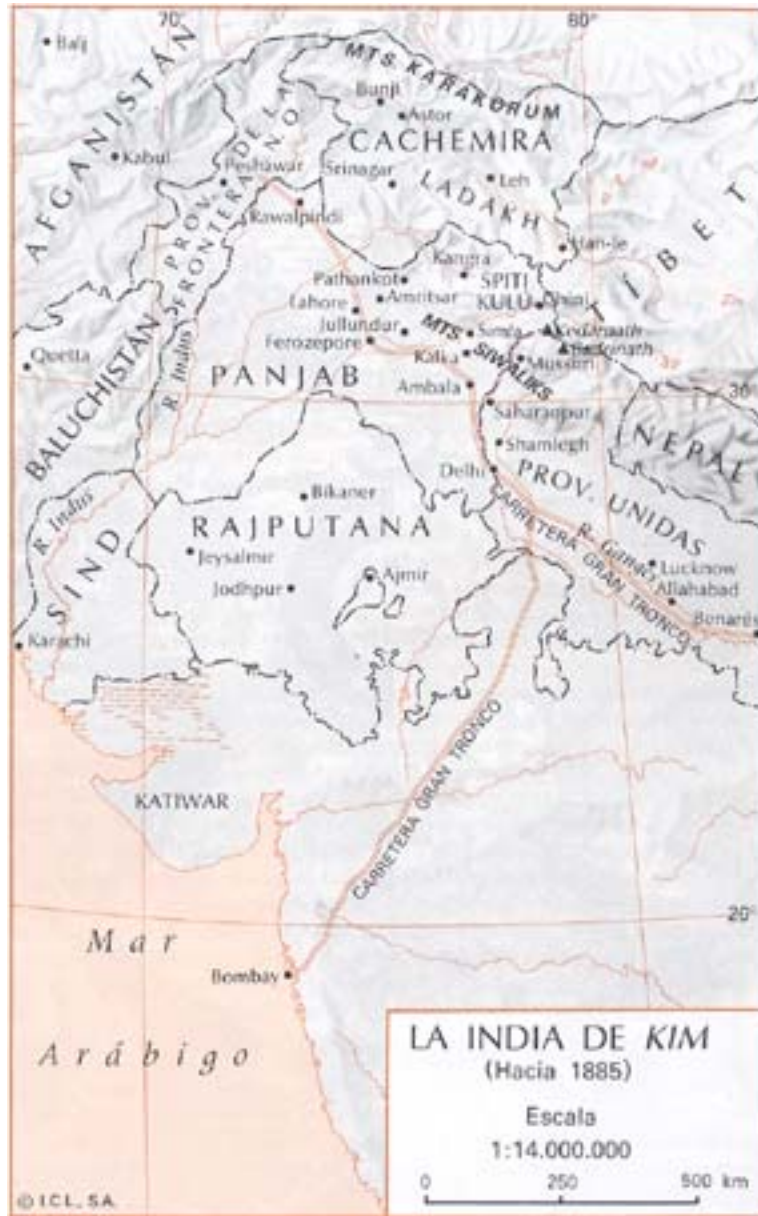 70°
80°
Balj
AFGANISTÁN
MTS. KARAKORUM
Bunji
Astor
CACHEMIRA
Kabul
PROV. DE LA
FRONTERA N.O.
Peshawar
Srinagar
LADAKH
Leh
Rawalpindi
Han-le
TÍBET
Kangra
Pathankot
SPITI
Amritsar
KULU
Lahore
Jullundur
MTS SIWALIKS
Kedarnath
Ferozepore
Badrinath
Kalka
Mussuri
Quetta
BALUCHISTÁN
R. Indus
PANJAB
Ambala
30°
Saharanpur
NEPAL
Shamlegh
Delhi
PROV. UNIDAS
Bikaner
R. Indus
RAJPUTANA
CARRETERA GRAN TRONCO
R. Ganges
SIND
Jeysalmir
Lucknow
Ajmir
Allahabad
Jodhpur
Benarés
Karachi
KATIWAR
CARRETERA GRAN TRONCO
20°
Mar
Arábigo
Bombay
LA INDIA DE KIM
(Hacia 1885)
Escala
1:14.000.000
0 250 500 km
© I.C.L., S.A.